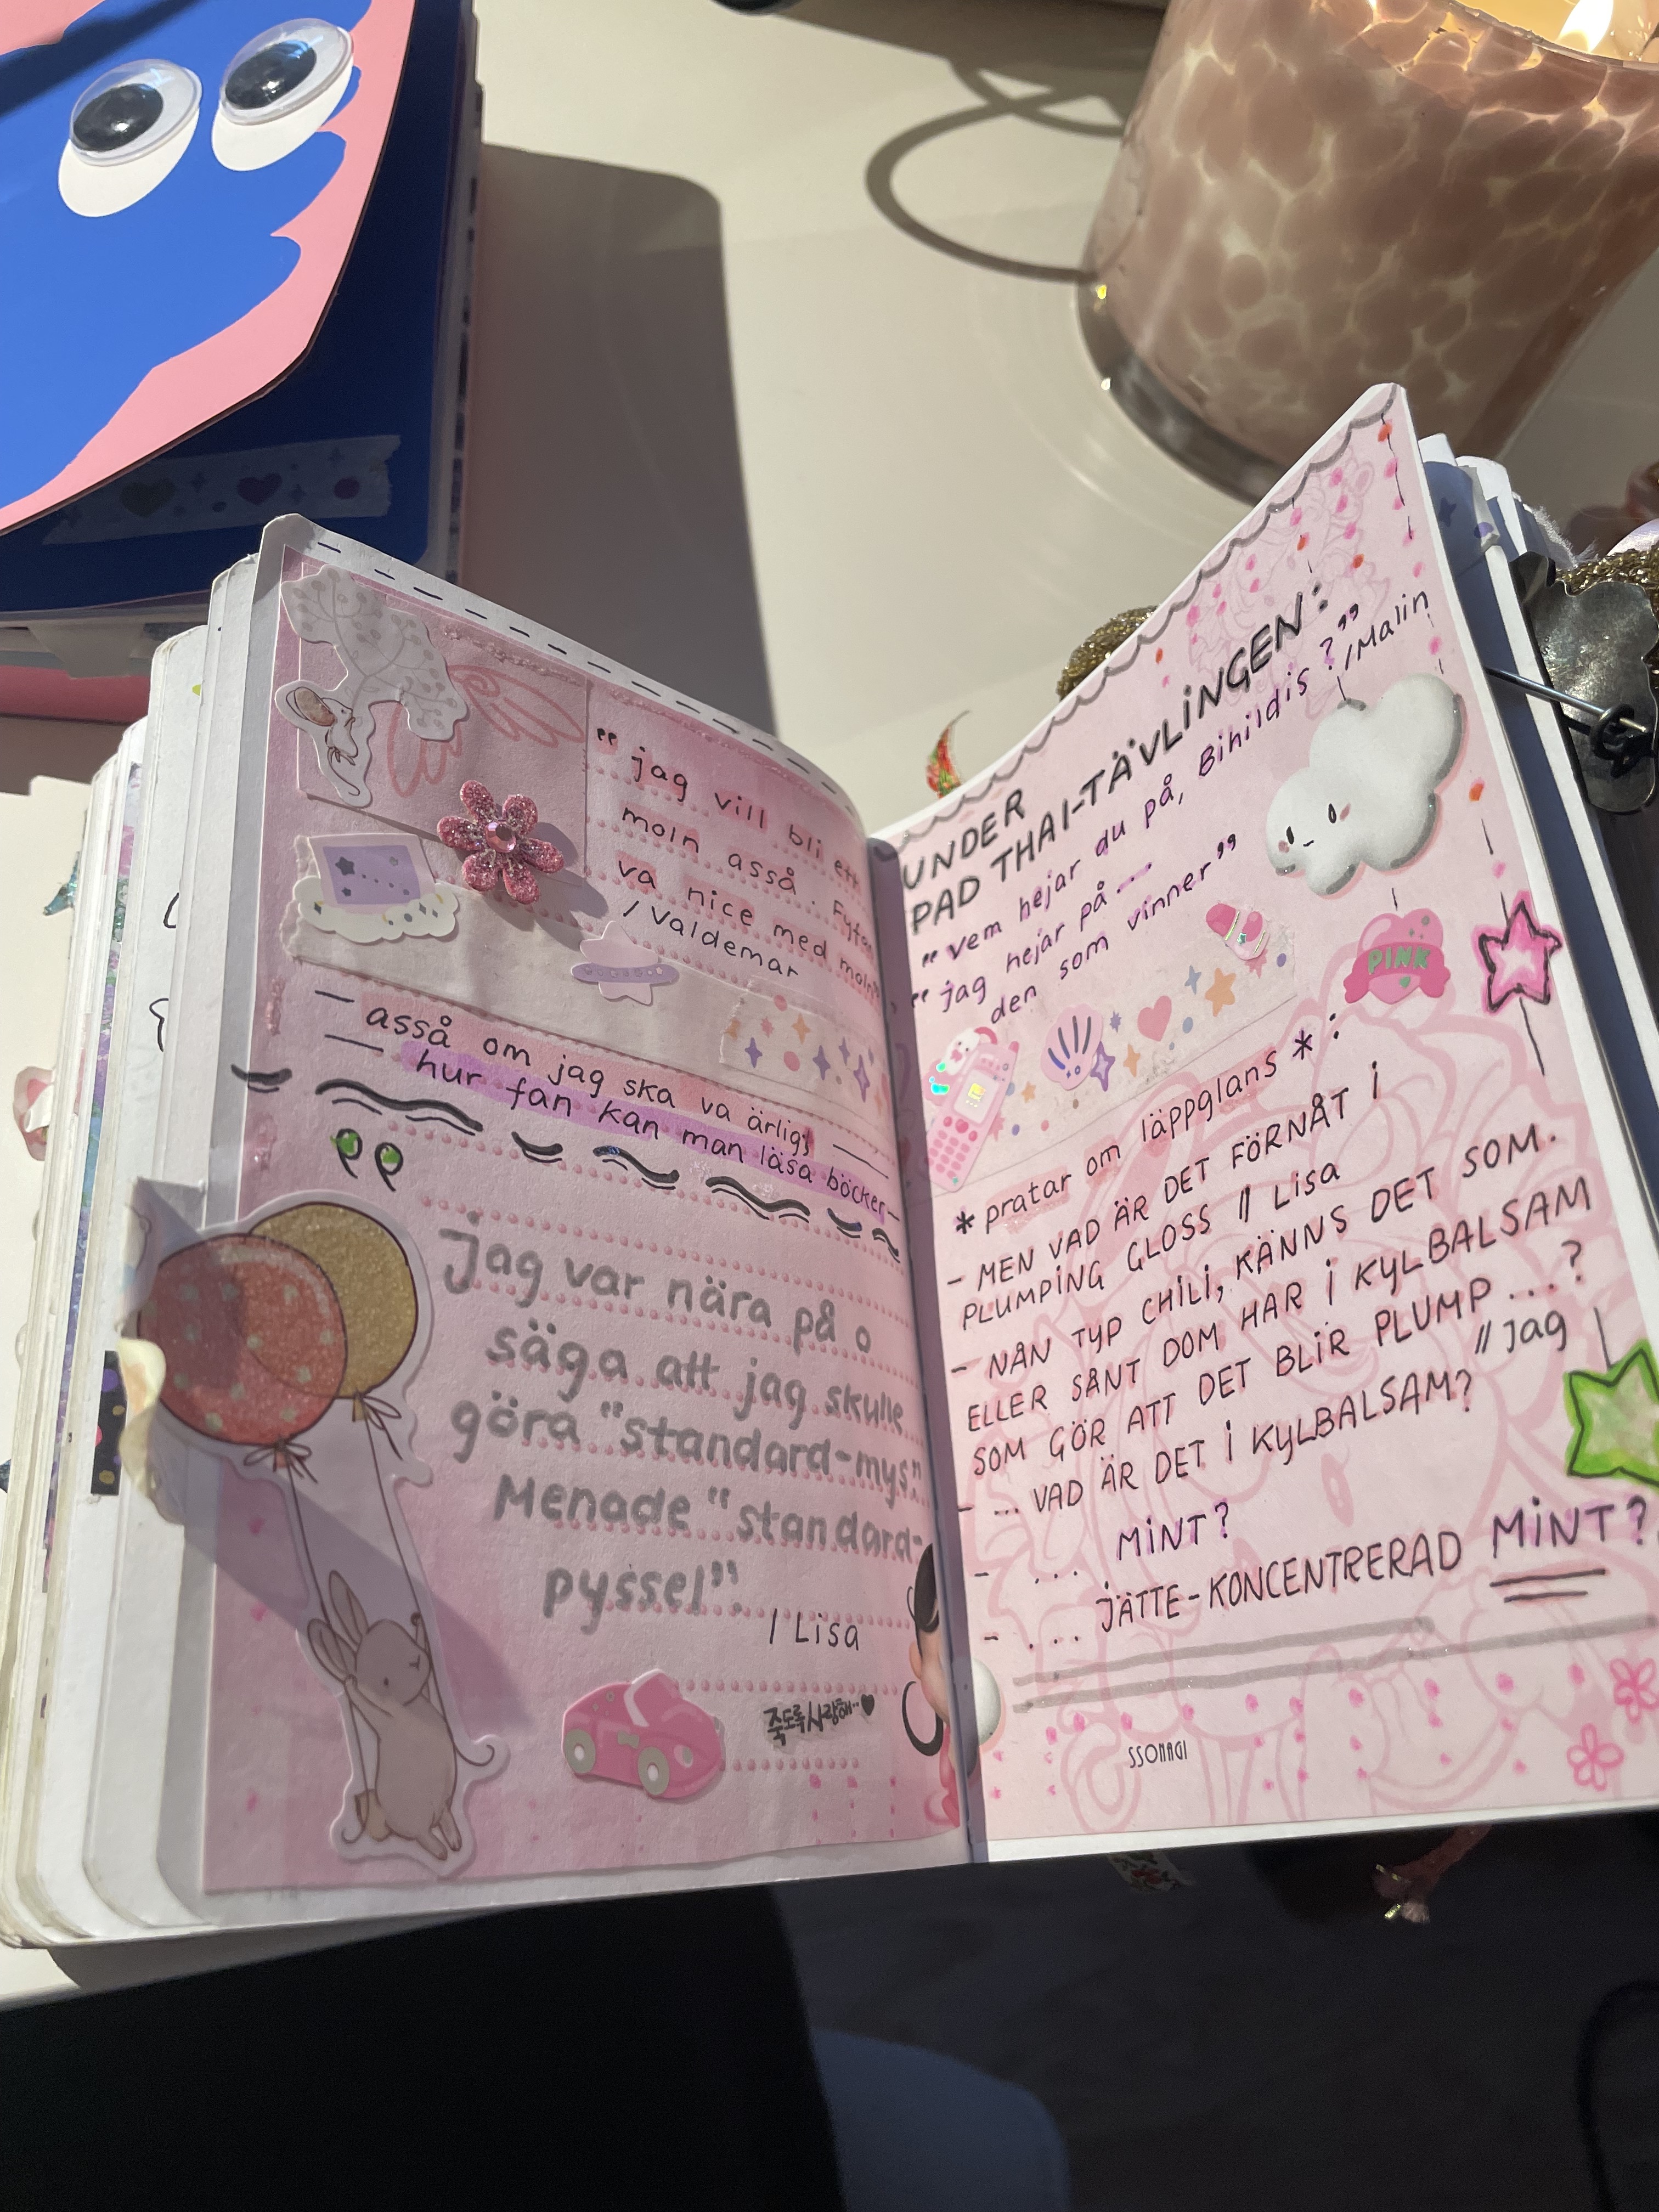 " jag vill bli ett
moln asså. Fyfan
va nice med moln"
/Valdemar
— asså om jag ska va ärlig; —
— hur fan kan man läsa böcker —
" Jag var nära på o
säga att jag skulle
göra "standard-mys".
Menade "standard-
pyssel"."
/ Lisa
죽도록 사랑해..♥
UNDER
PAD THAI-TÄVLINGEN:
"vem hejar du på, Bihildis?" /Malin
"jag hejar på...
den som vinner"
PINK
*pratar om läppglans*:
- MEN VAD ÄR DET FÖRNÅT I
PLUMPING GLOSS // Lisa
- NÅN TYP CHILI, KÄNNS DET SOM.
ELLER SÅNT DOM HAR I KYLBALSAM
SOM GÖR ATT DET BLIR PLUMP...?
// jag
- ... VAD ÄR DET I KYLBALSAM?
MINT?
- ...
- ... JÄTTE-KONCENTRERAD MINT?
SSONAGI